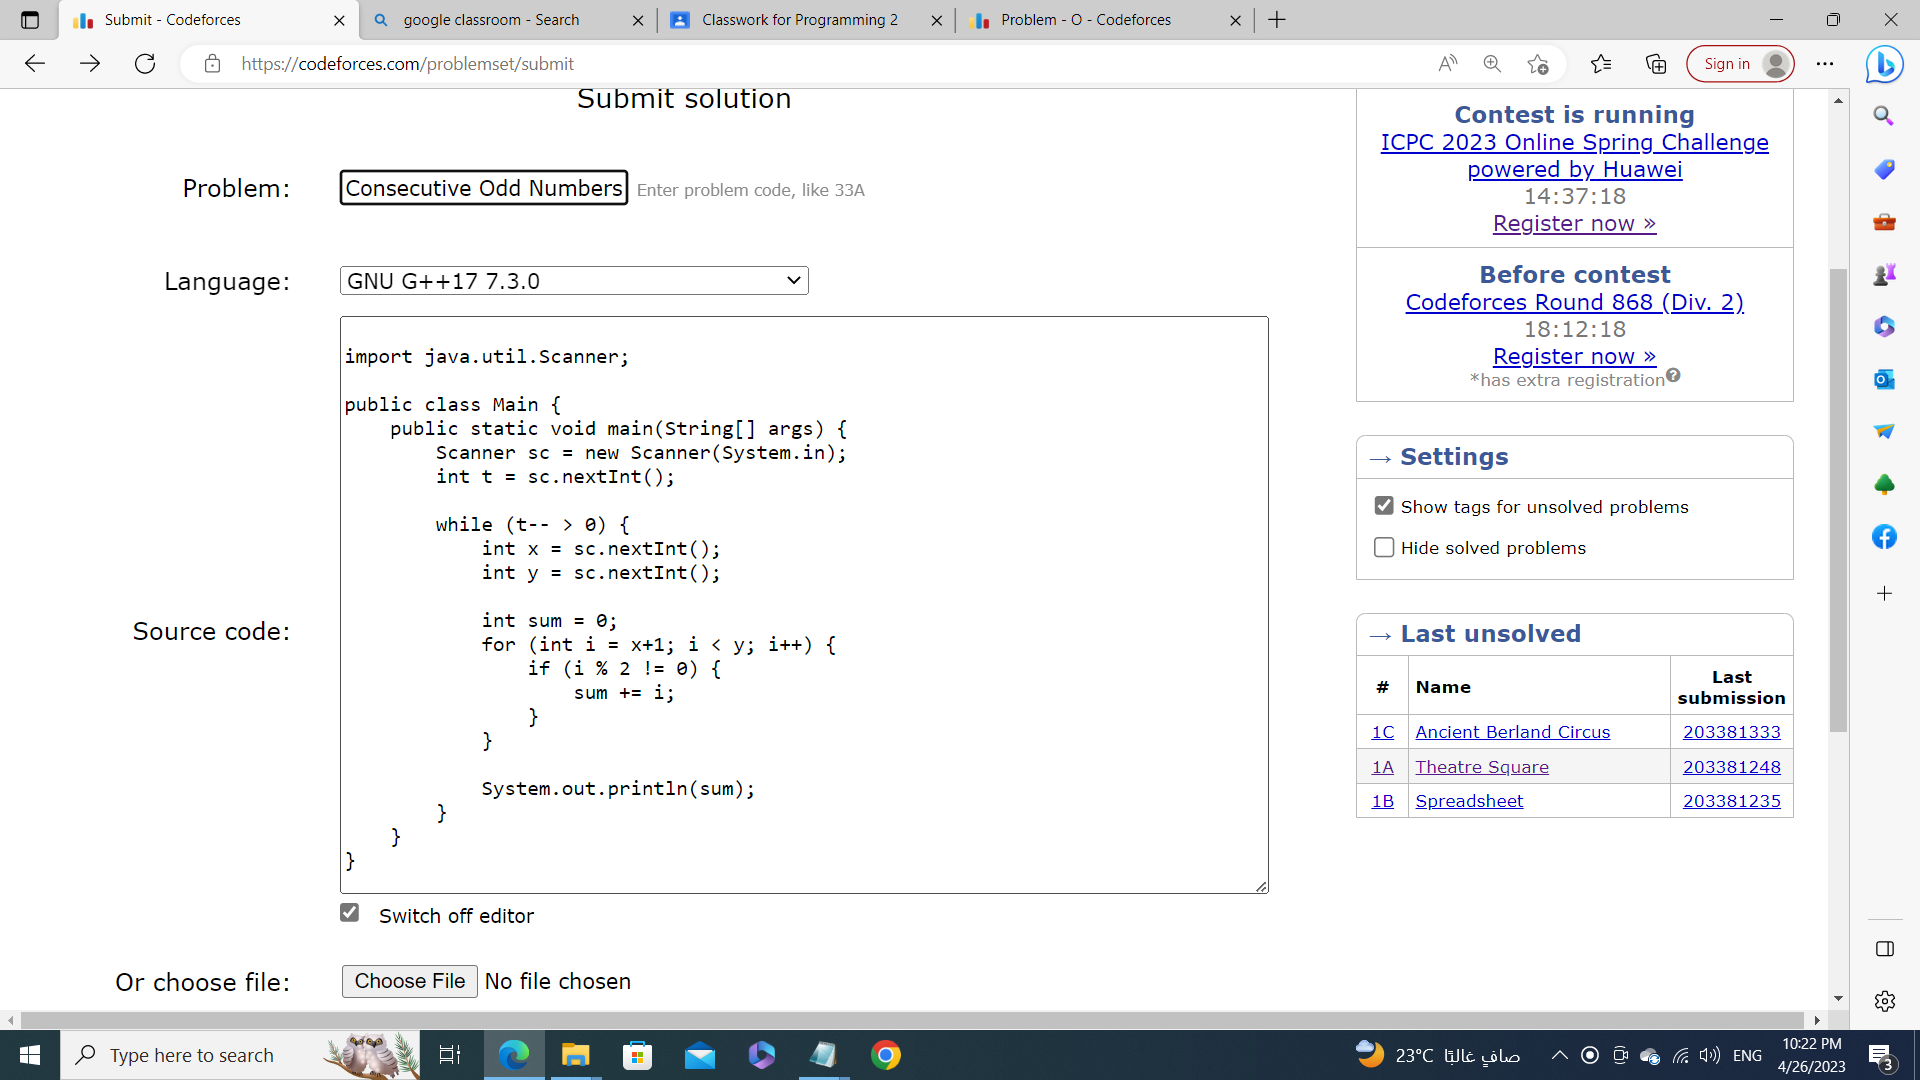 Submit - Codeforces
google classroom - Search
Classwork for Programming 2
Problem - O - Codeforces
https://codeforces.com/problemset/submit
Sign in
Submit solution
Problem:
Consecutive Odd Numbers
Enter problem code, like 33A
Language:
GNU G++17 7.3.0
Source code:
import java.util.Scanner;
public class Main {
public static void main(String[] args) {
Scanner sc = new Scanner(System.in);
int t = sc.nextInt();
while (t-- > 0) {
int x = sc.nextInt();
int y = sc.nextInt();
int sum = 0;
for (int i = x+1; i < y; i++) {
if (i % 2 != 0) {
sum += i;
}
}
System.out.println(sum);
}
}
}
Switch off editor
Or choose file:
Choose File No file chosen
Contest is running
ICPC 2023 Online Spring Challenge
powered by Huawei
14:37:18
Register now »
Before contest
Codeforces Round 868 (Div. 2)
18:12:18
Register now »
*has extra registration?
→ Settings
Show tags for unsolved problems
Hide solved problems
→ Last unsolved
# Name Last submission
1C Ancient Berland Circus 203381333
1A Theatre Square 203381248
1B Spreadsheet 203381235
Type here to search
23°C صافٍ غالبًا
ENG
10:22 PM
4/26/2023
3